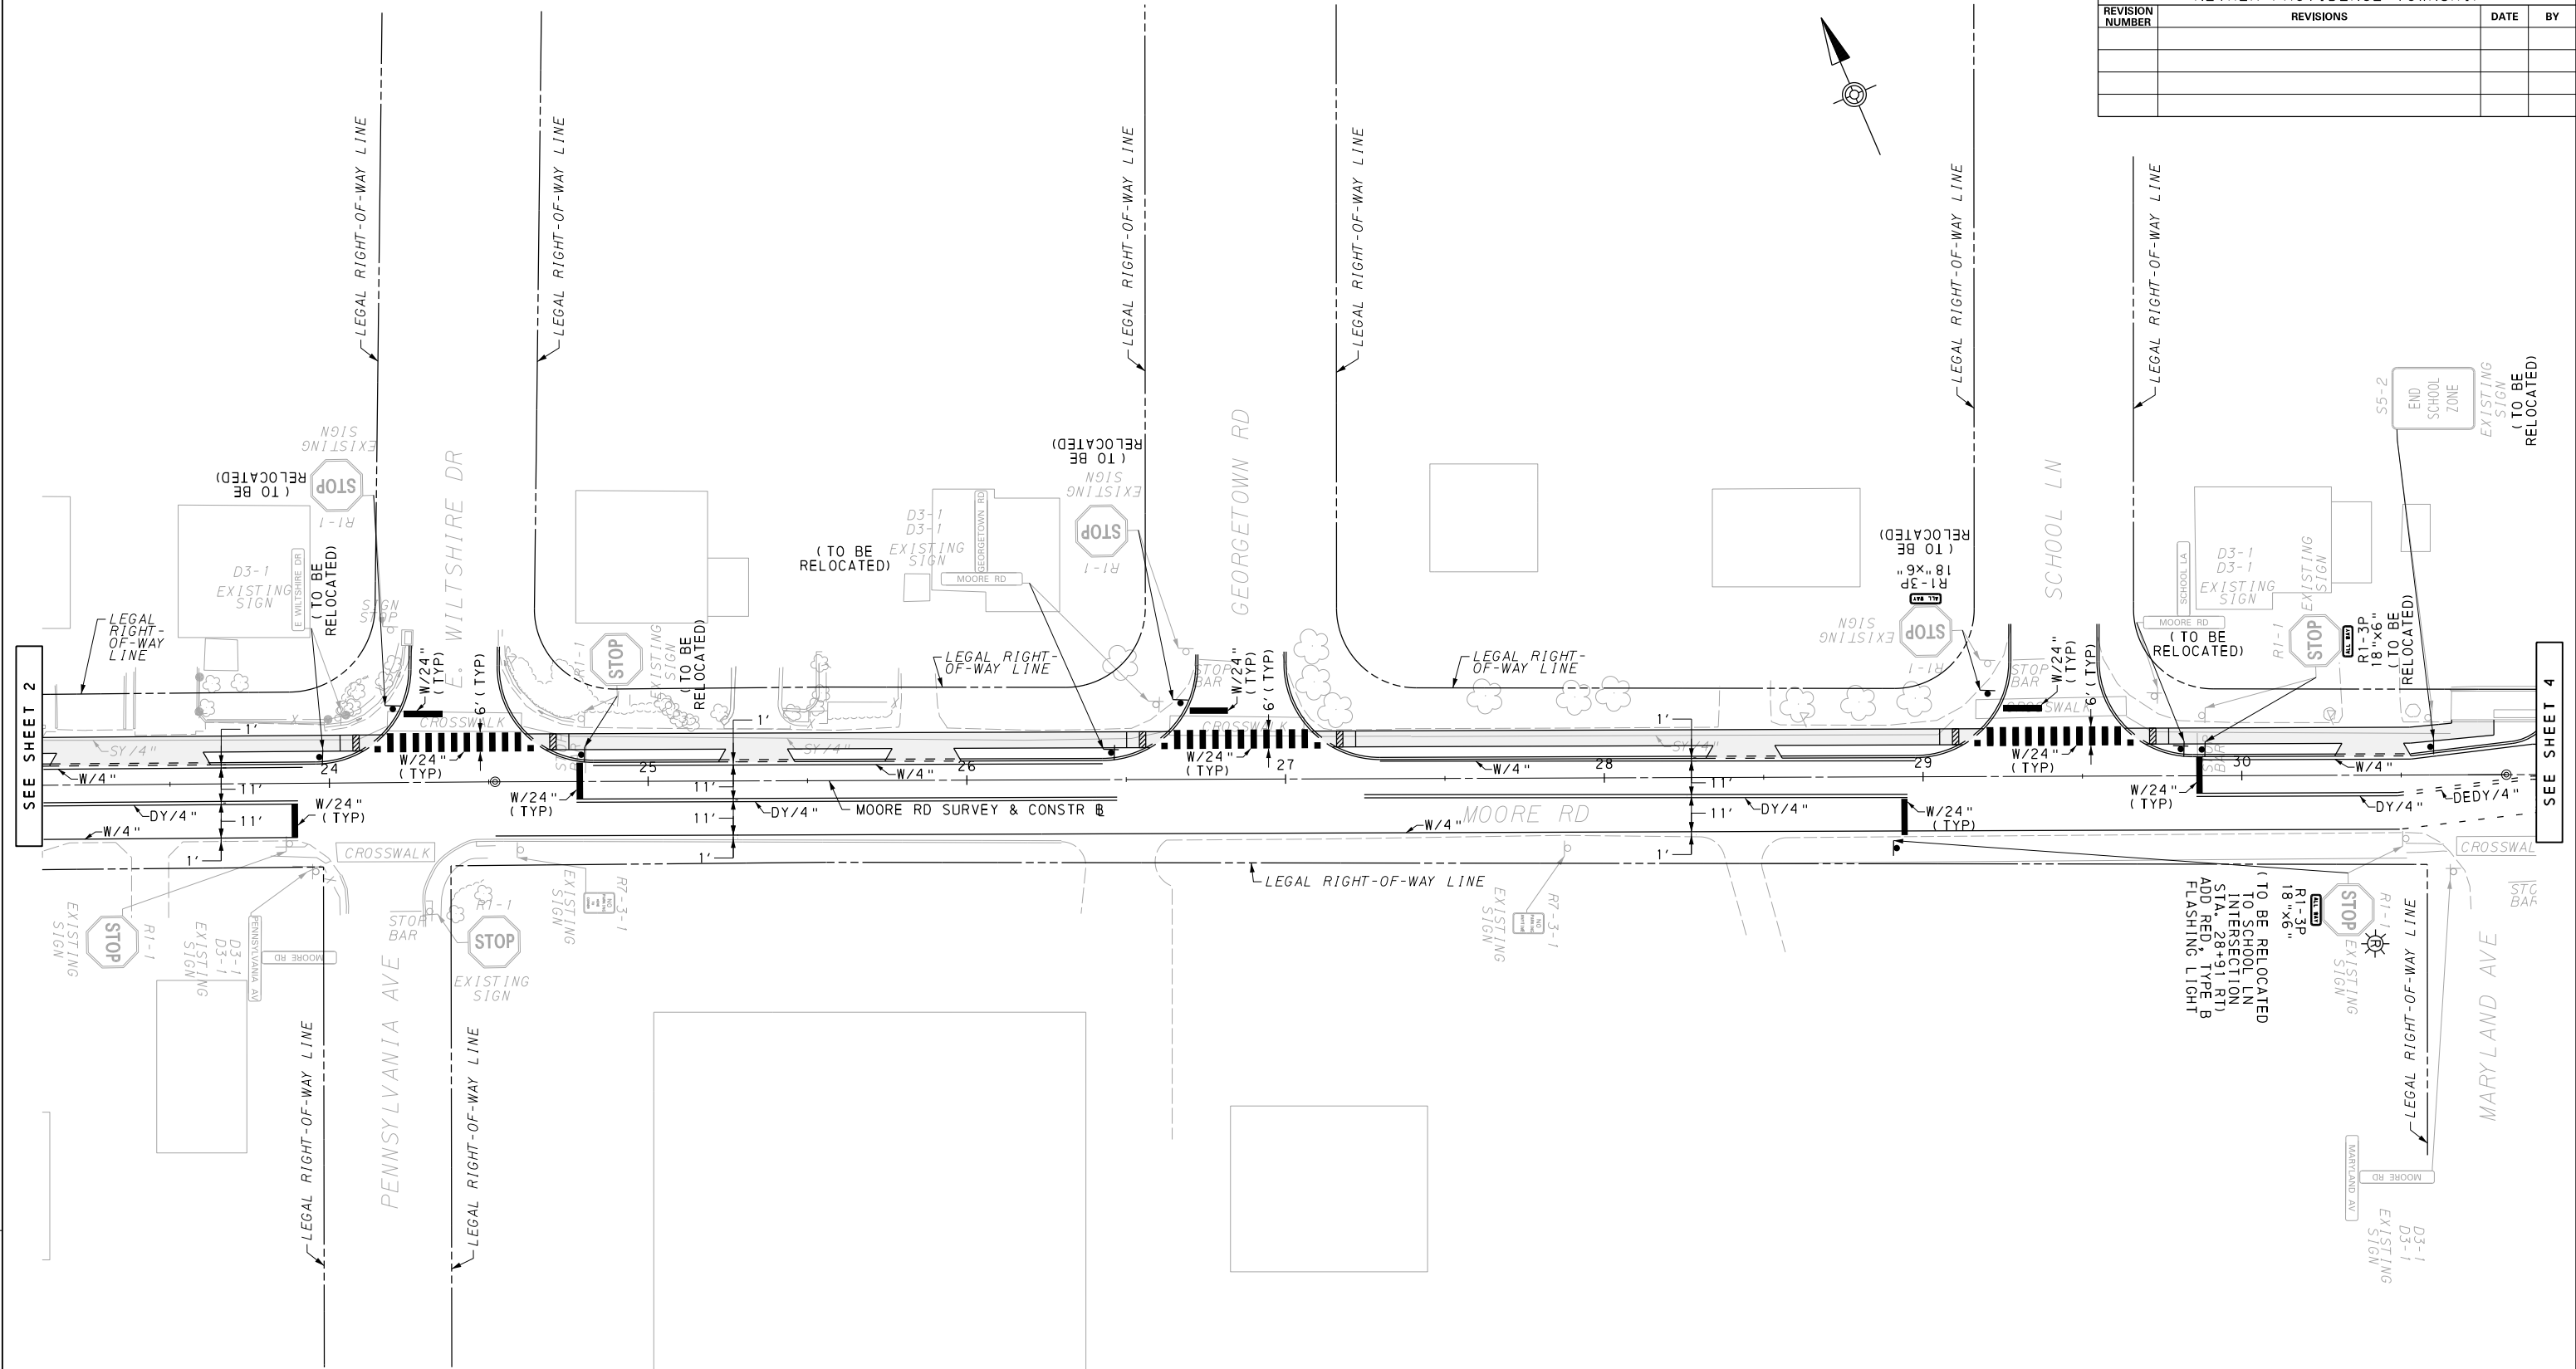 REVISION
NUMBER
REVISIONS
DATE
BY
LEGAL RIGHT-OF-WAY LINE
LEGAL RIGHT-OF-WAY LINE
LEGAL RIGHT-OF-WAY LINE
LEGAL RIGHT-OF-WAY LINE
LEGAL RIGHT-OF-WAY LINE
LEGAL RIGHT-OF-WAY LINE
EXISTING
SIGN
STOP
R1-1
(TO BE
RELOCATED)
E. WILTSHIRE DR
D3-1
EXISTING
SIGN
E WILTSHIRE DR
(TO BE
RELOCATED)
SIGN
STOP
LEGAL
RIGHT-
OF-WAY
LINE
R1-1
STOP
EXISTING
SIGN
(TO BE
RELOCATED)
D3-1
D3-1
EXISTING
SIGN
GEORGETOWN RD
MOORE RD
(TO BE
RELOCATED)
(TO BE
RELOCATED)
EXISTING
SIGN
STOP
R1-1
GEORGETOWN RD
LEGAL RIGHT-
OF-WAY LINE
STOP
BAR
W/24"
(TYP)
6' (TYP)
LEGAL RIGHT-
OF-WAY LINE
(TO BE
RELOCATED)
R1-3P
18"x6"
ALL WAY
STOP
EXISTING
SIGN
R1-1
SCHOOL LN
STOP
BAR
W/24"
(TYP)
6' (TYP)
SCHOOL LA
MOORE RD
D3-1
D3-1
EXISTING
SIGN
(TO BE
RELOCATED)
R1-1
STOP
EXISTING
SIGN
ALL WAY
R1-3P
18"x6"
(TO BE
RELOCATED)
S5-2
END
SCHOOL
ZONE
EXISTING
SIGN
(TO BE
RELOCATED)
SEE SHEET 2
SEE SHEET 4
W/24"
(TYP)
6' (TYP)
CROSSWALK
CROSSWALK
CROSSWALK
SY/4"
SY/4"
SY/4"
W/4"
W/4"
W/4"
W/4"
24
25
26
27
28
29
30
W/24"
(TYP)
W/24"
(TYP)
W/24"
(TYP)
1'
11'
11'
1'
1'
11'
11'
1'
1'
11'
11'
1'
DY/4"
W/4"
W/24"
(TYP)
W/24"
(TYP)
DY/4"
MOORE RD SURVEY & CONSTR ℄
W/4"
MOORE RD
DY/4"
W/24"
(TYP)
W/24"
(TYP)
DY/4"
DEDY/4"
CROSSWALK
CROSSWAL
LEGAL RIGHT-OF-WAY LINE
EXISTING
SIGN
STOP
R1-1
EXISTING
SIGN
D3-1
D3-1
PENNSYLVANIA AV
MOORE RD
STOP
BAR
R1-1
STOP
EXISTING
SIGN
EXISTING
SIGN
R7-3-1
NO
PENNSYLVANIA AVE
LEGAL RIGHT-OF-WAY LINE
LEGAL RIGHT-OF-WAY LINE
EXISTING
SIGN
NO
R7-3-1
(TO BE RELOCATED
TO SCHOOL LN
INTERSECTION
STA. 28+91 RT)
ADD RED, TYPE B
FLASHING LIGHT
R1-3P
18"x6"
ALL WAY
STOP
R1-1
R
EXISTING
SIGN
LEGAL RIGHT-OF-WAY LINE
MARYLAND AVE
MARYLAND AV
MOORE RD
D3-1
D3-1
EXISTING
SIGN